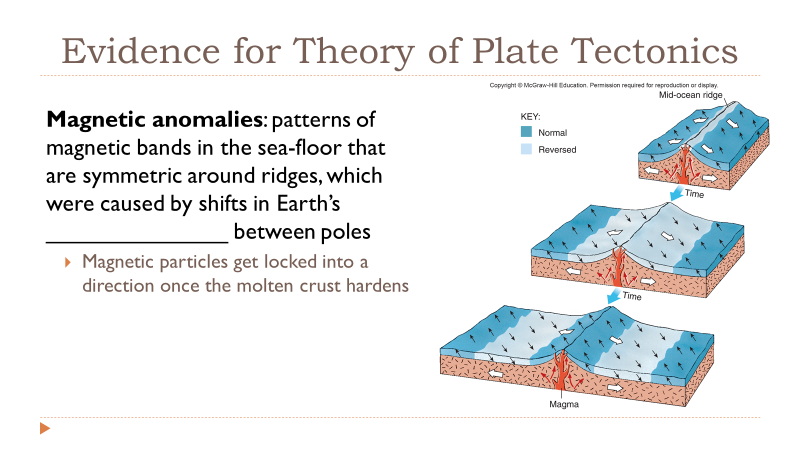 Evidence for Theory of Plate Tectonics
Magnetic anomalies: patterns of
magnetic bands in the sea-floor that
are symmetric around ridges, which
were caused by shifts in Earth's
_________________ between poles
Magnetic particles get locked into a
direction once the molten crust hardens
Copyright © McGraw-Hill Education. Permission required for reproduction or display.
Mid-ocean ridge
KEY:
Normal
Reversed
Time
Time
Magma